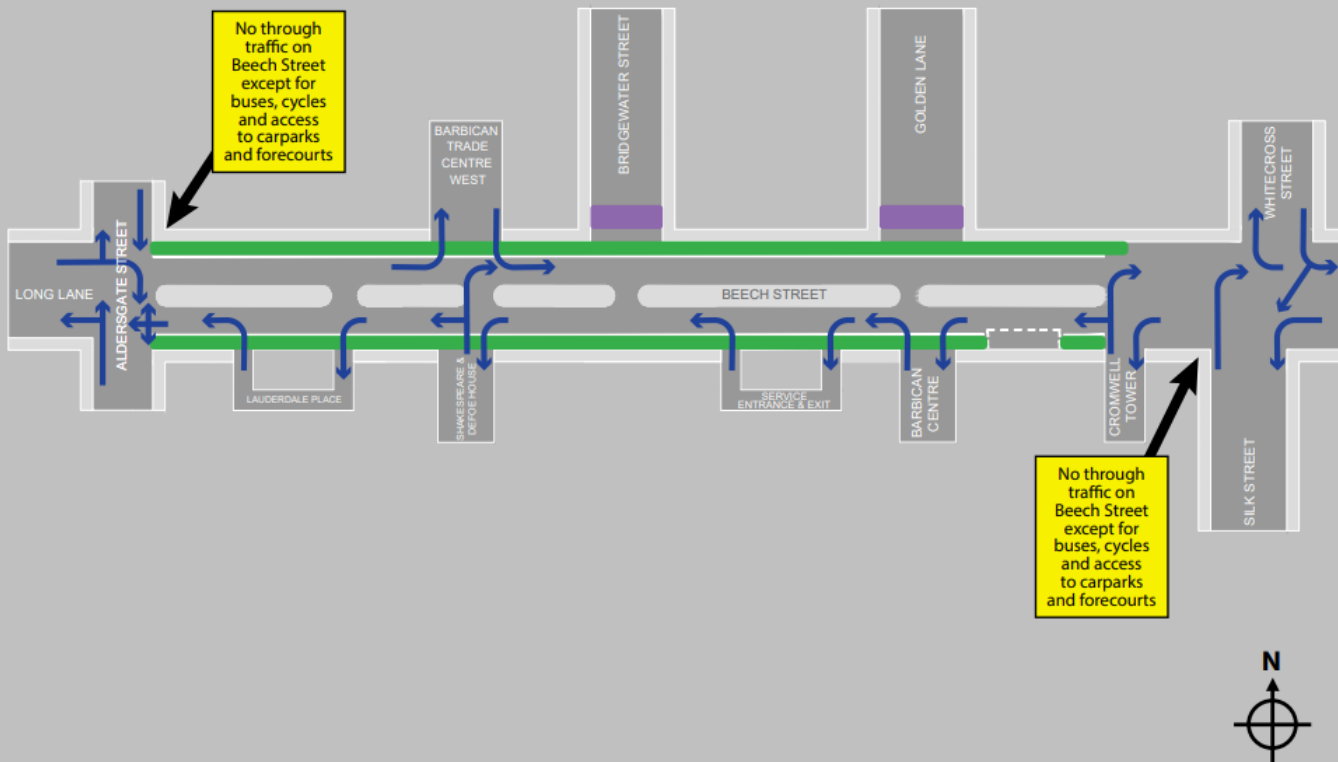 No through
traffic on
Beech Street
except for
buses, cycles
and access
to carparks
and forecourts
BRIDGEWATER STREET
GOLDEN LANE
BARBICAN
TRADE
CENTRE
WEST
WHITECROSS
STREET
ALDERSGATE STREET
LONG LANE
BEECH STREET
LAUDERDALE PLACE
SHAKESPEARE &
DEFOE HOUSE
SERVICE
ENTRANCE & EXIT
BARBICAN
CENTRE
CROMWELL
TOWER
SILK STREET
No through
traffic on
Beech Street
except for
buses, cycles
and access
to carparks
and forecourts
N